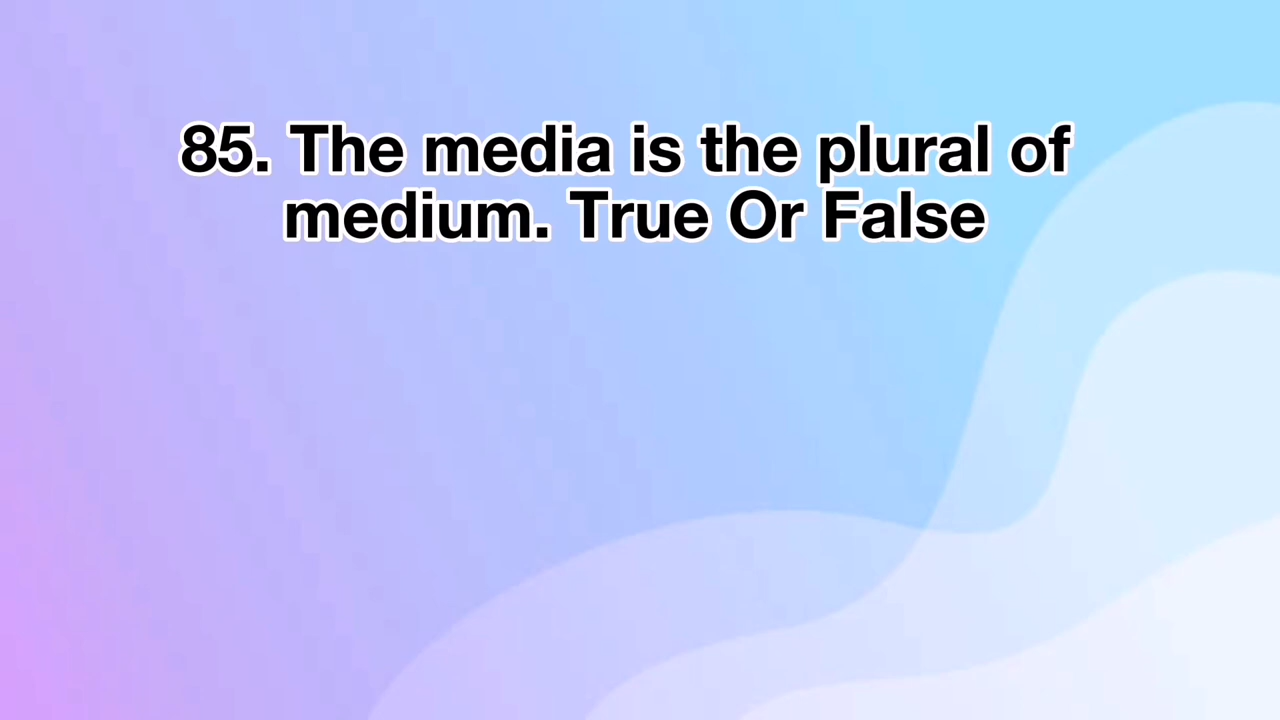 85. The media is the plural of
medium. True Or False